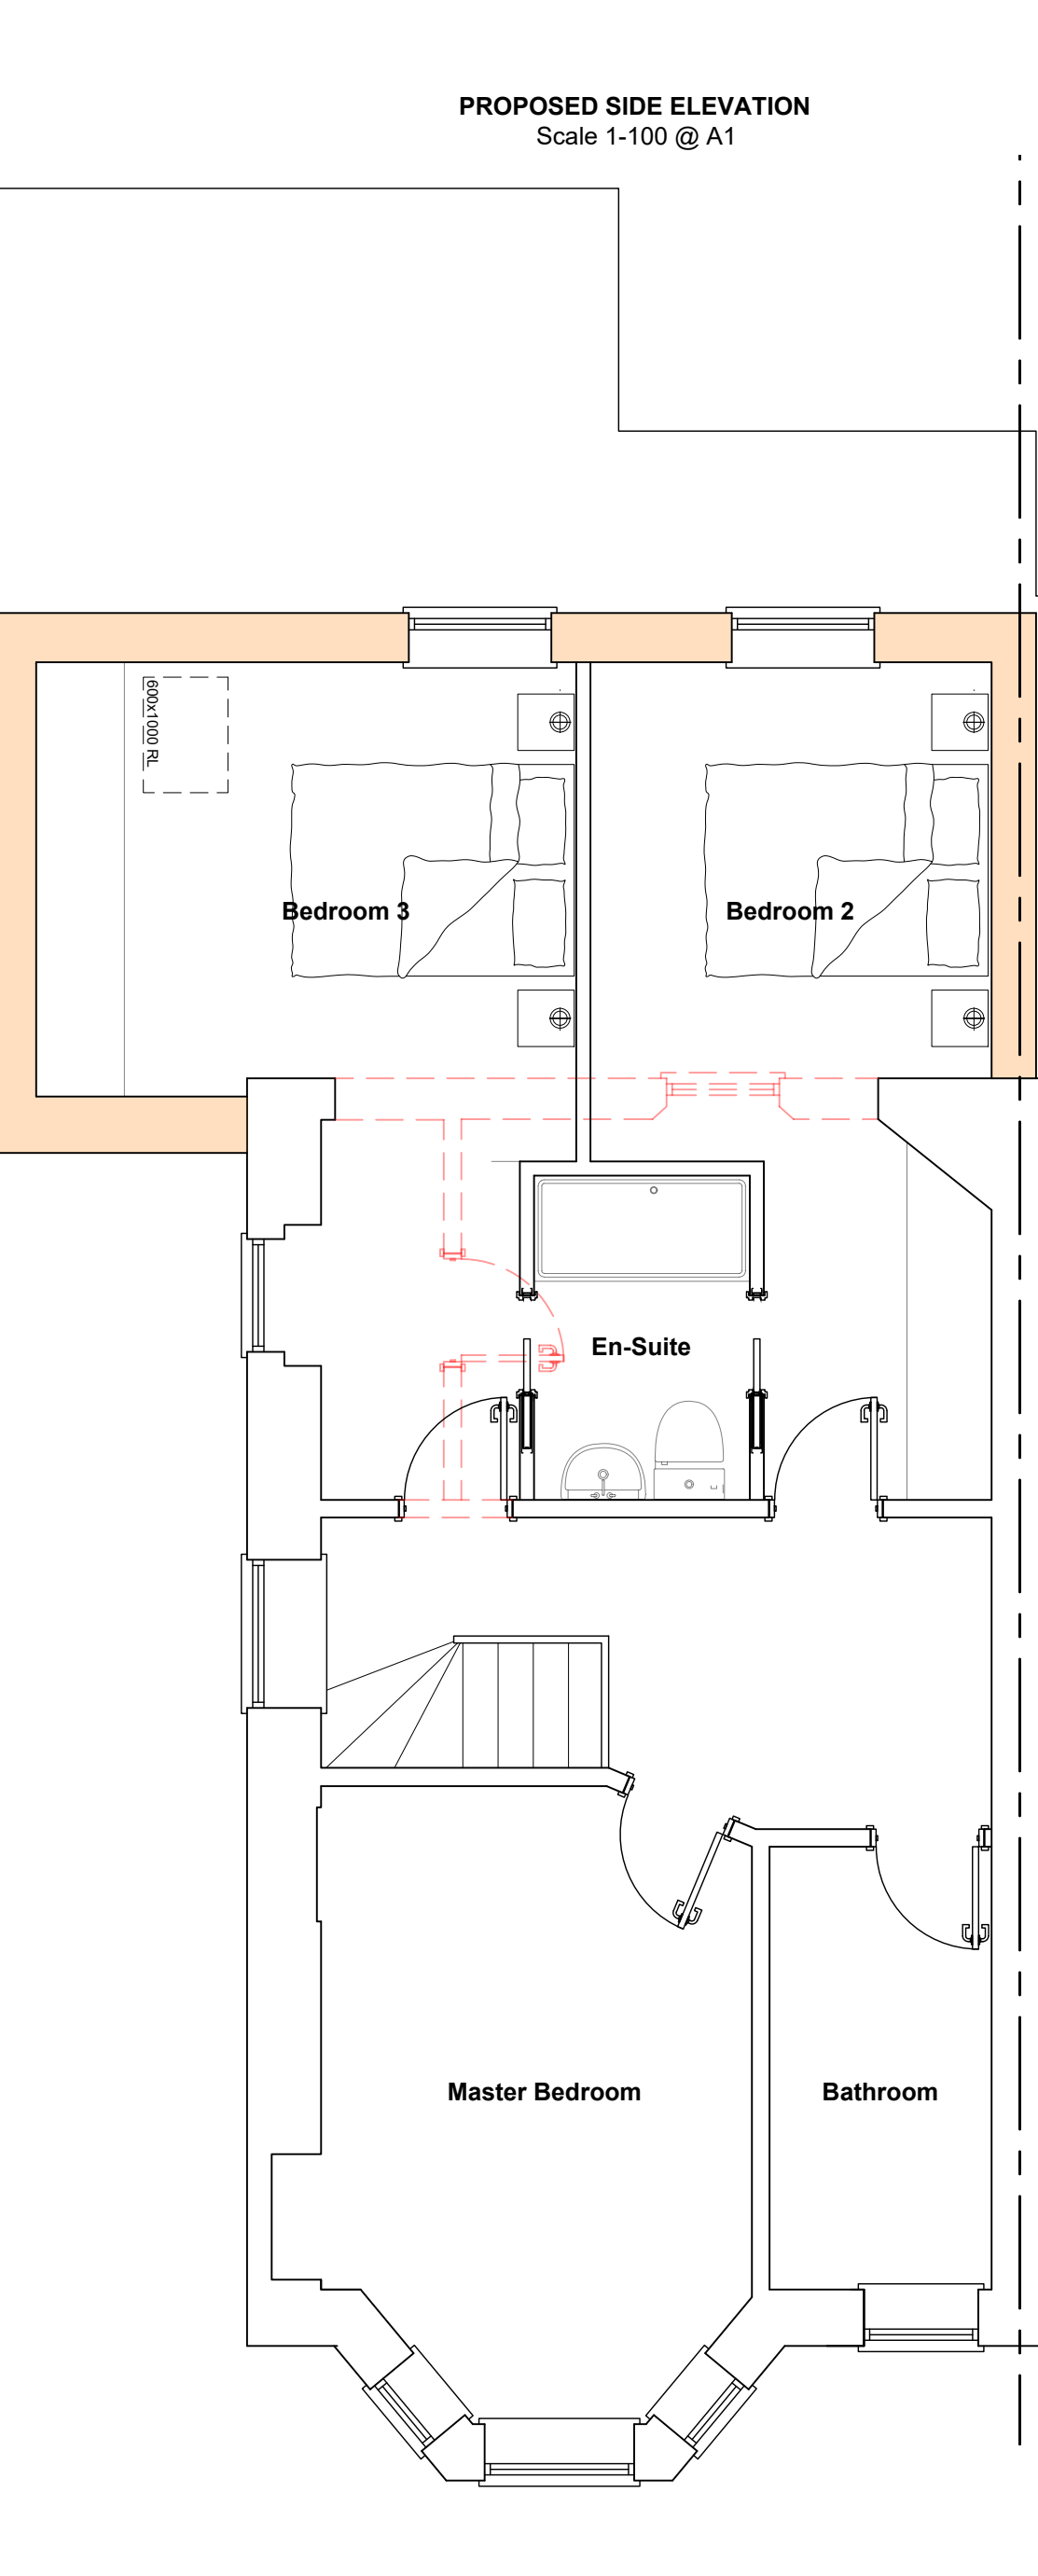 PROPOSED SIDE ELEVATION
Scale 1-100 @ A1
600x1000 RL
Bedroom 3
Bedroom 2
En-Suite
Master Bedroom
Bathroom